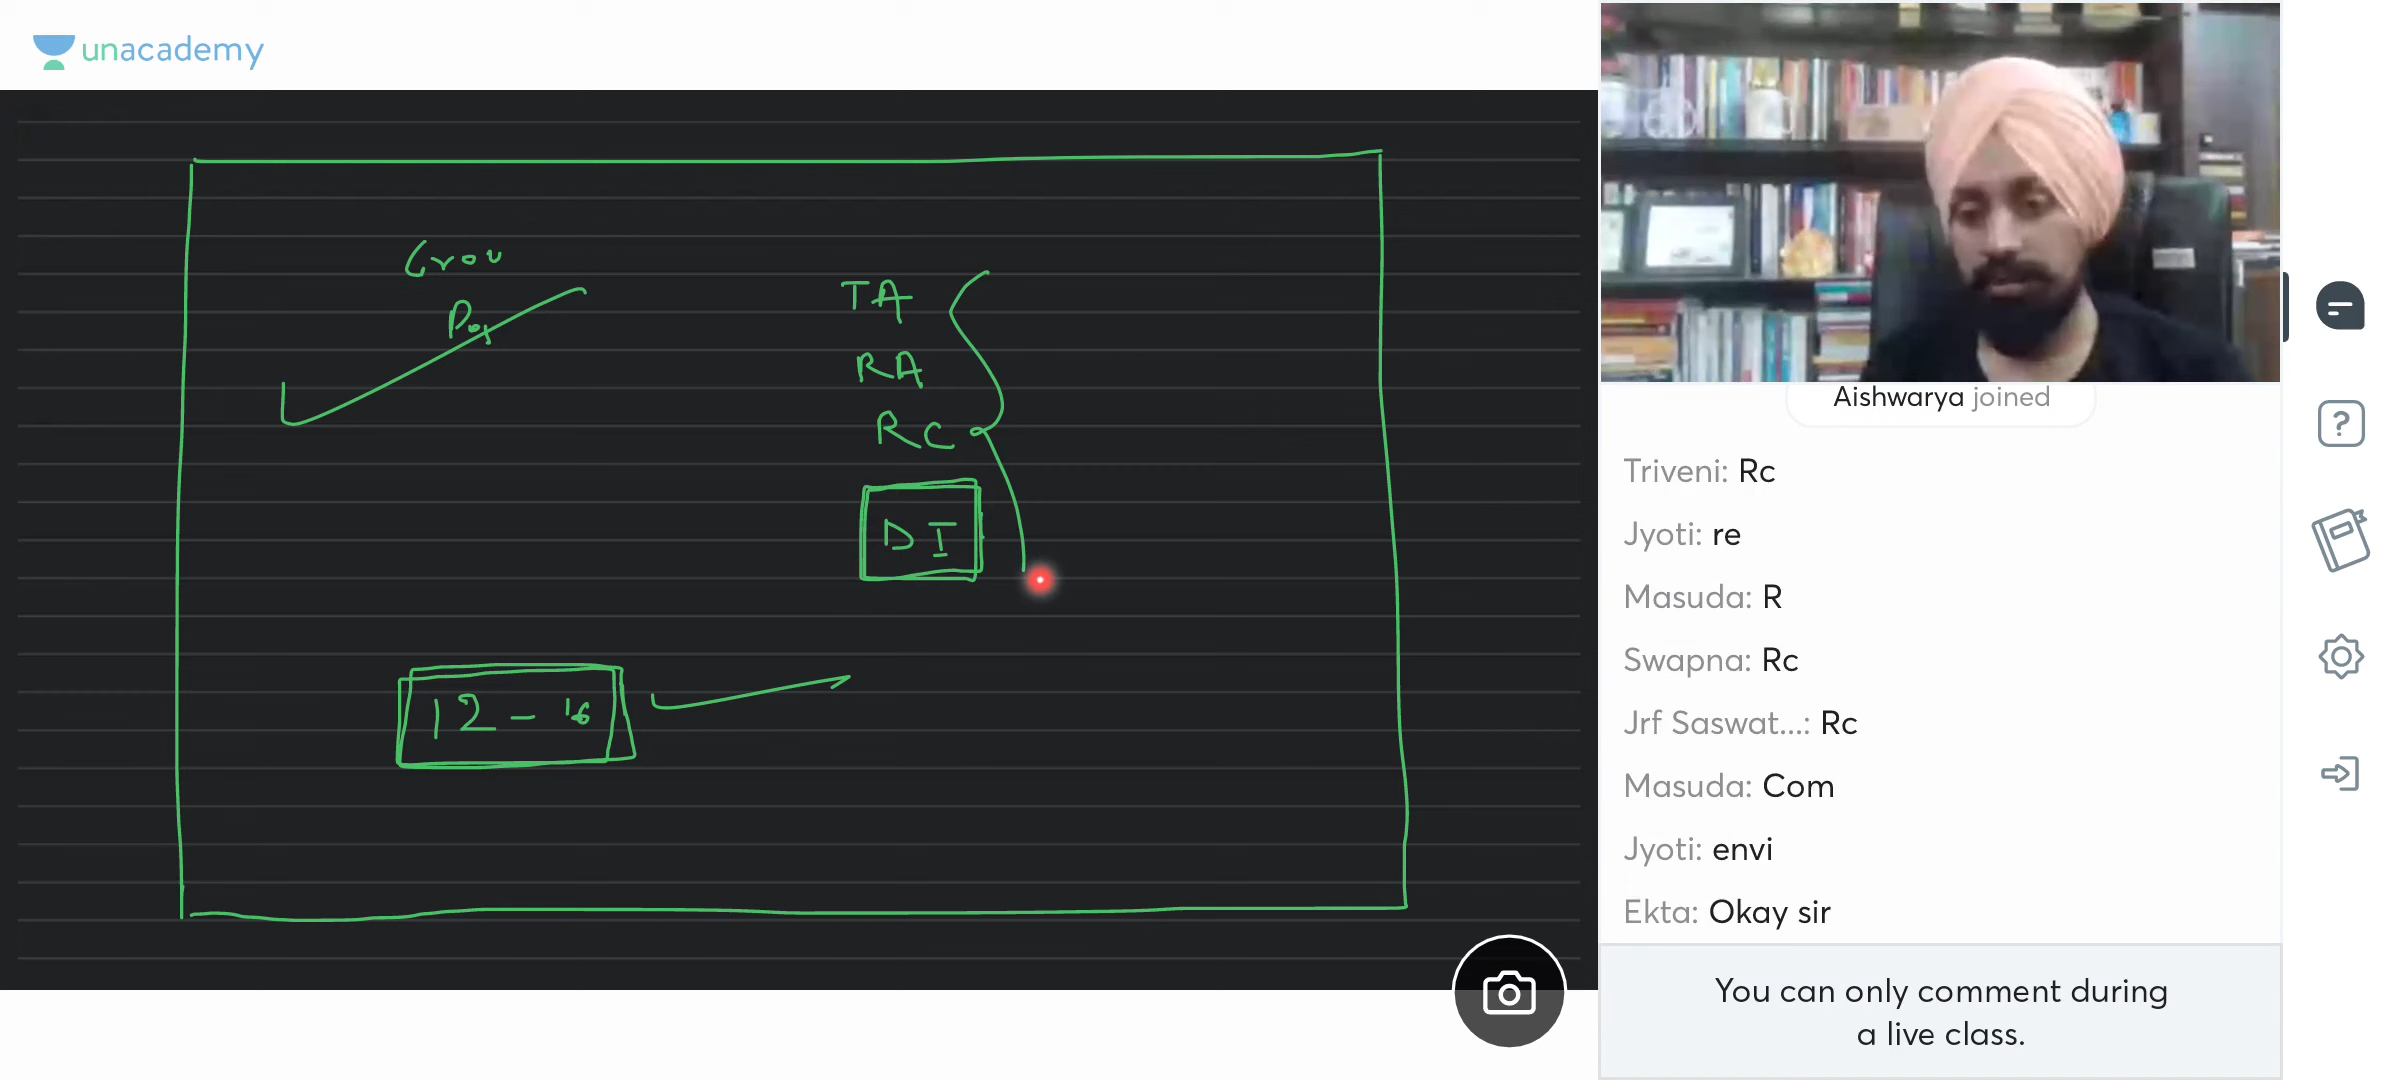 unacademy
Grou
TA
RA
RC
DI
12 - 16
Aishwarya joined
Triveni: Rc
Jyoti: re
Masuda: R
Swapna: Rc
Jrf Saswat...: Rc
Masuda: Com
Jyoti: envi
Ekta: Okay sir
You can only comment during
a live class.